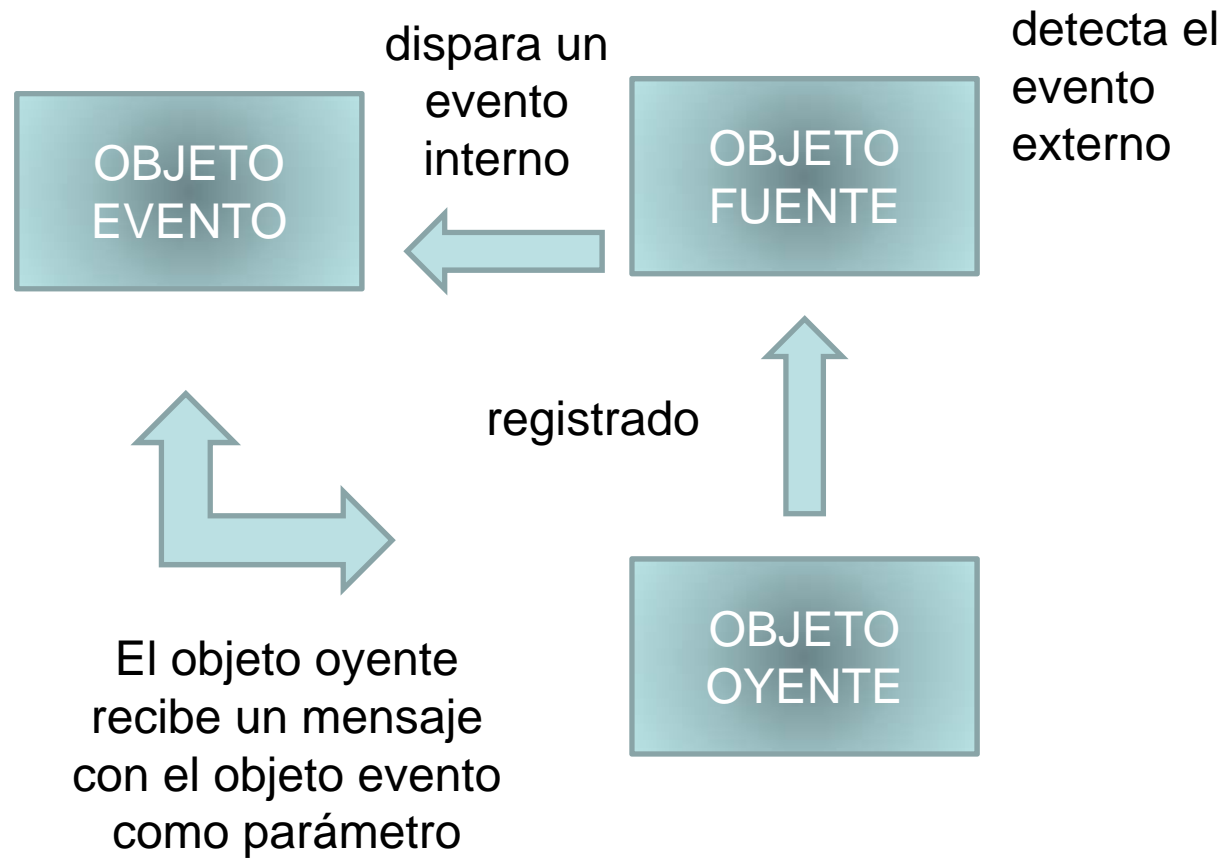 dispara un
evento
interno
detecta el
evento
externo
OBJETO
EVENTO
OBJETO
FUENTE
registrado
El objeto oyente
recibe un mensaje
con el objeto evento
como parámetro
OBJETO
OYENTE